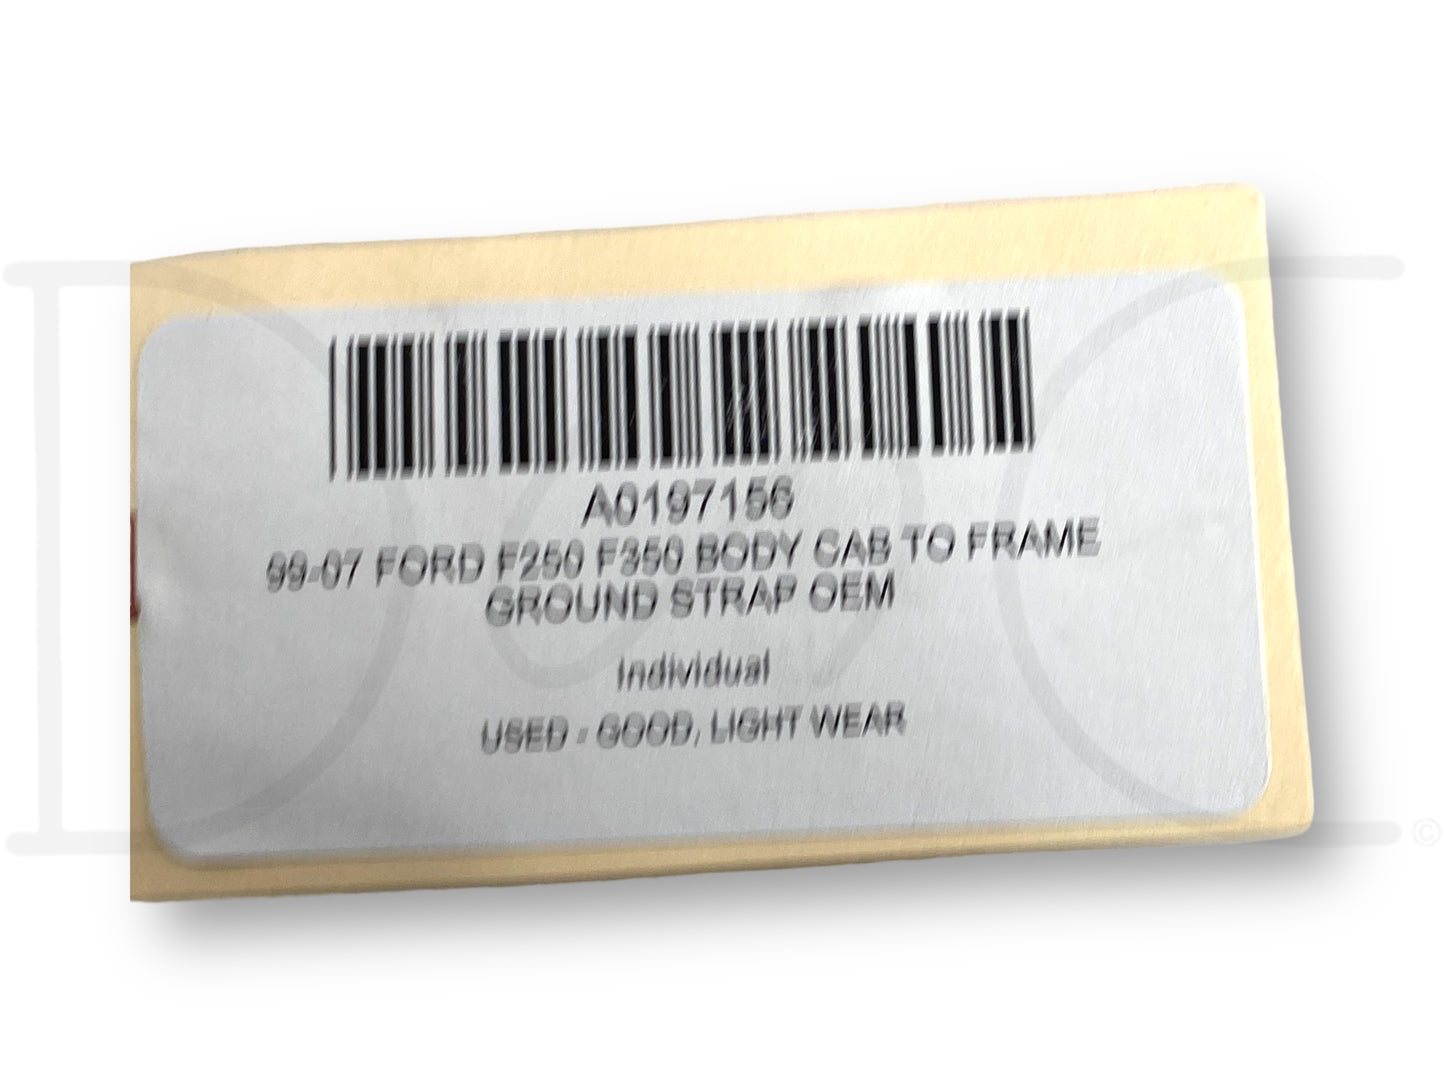 A0197156
99-07 FORD F250 F350 BODY CAB TO FRAME
GROUND STRAP OEM
Individual
USED - GOOD, LIGHT WEAR
©